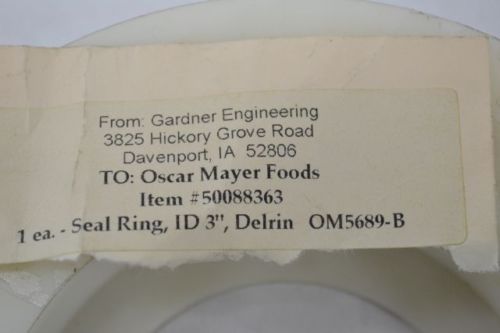 From: Gardner Engineering
3825 Hickory Grove Road
Davenport, IA 52806
TO: Oscar Mayer Foods
Item #50088363
1 ea. - Seal Ring, ID 3", Delrin OM5689-B